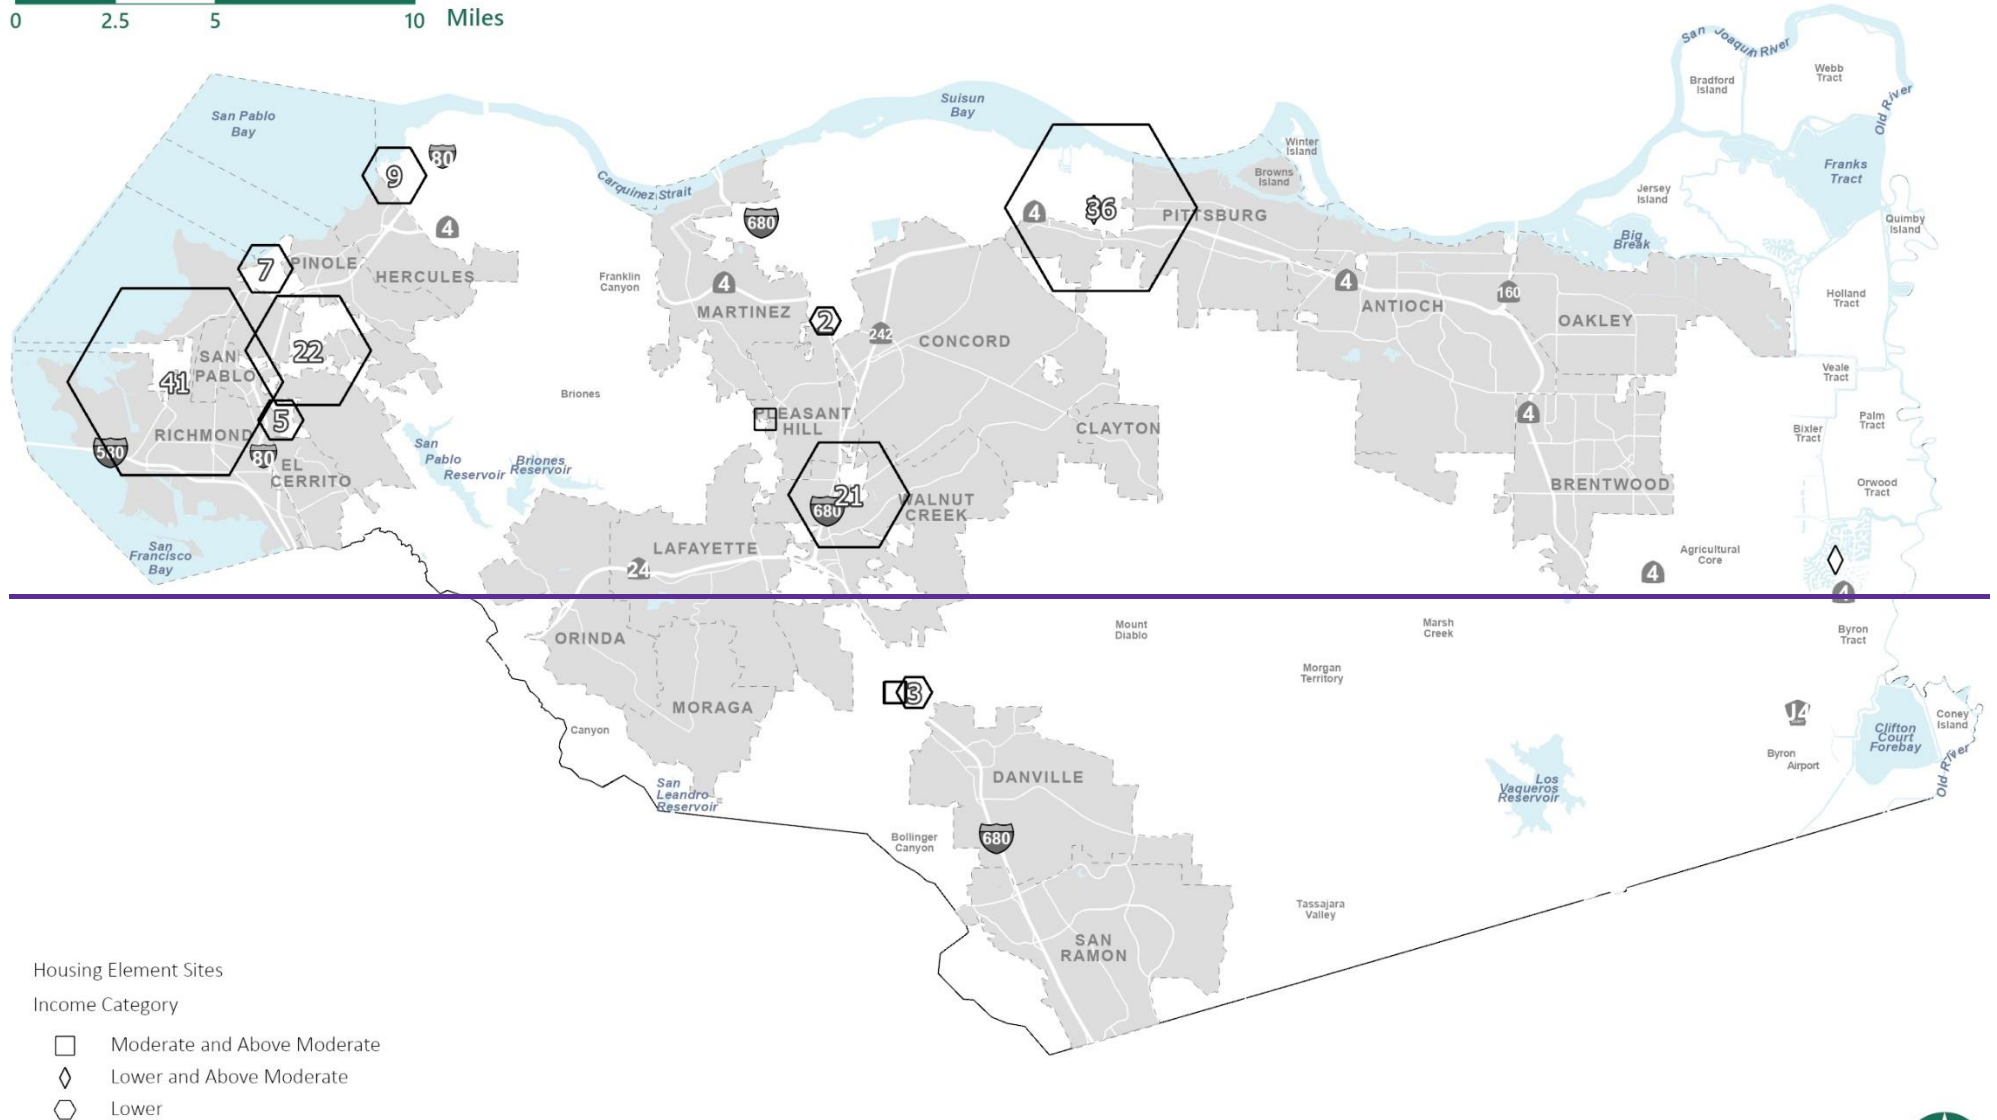 0 2.5 5 10 Miles
San Joaquin River
Webb
Tract
Bradford
Island
Old River
San Pablo
Bay
Suisun
Bay
Winter
Island
Browns
Island
Franks
Tract
80
9
Carquinez Strait
Jersey
Island
Quimby
Island
4
680
4
36
PITTSBURG
Big
Break
7
PINOLE
HERCULES
Franklin
Canyon
4
MARTINEZ
2
242
CONCORD
4
ANTIOCH
160
OAKLEY
Holland
Tract
SAN
PABLO
22
41
Veale
Tract
Briones
PLEASANT
HILL
CLAYTON
4
Palm
Tract
Bixler
Tract
5
RICHMOND
580
80
EL
CERRITO
San
Pablo
Reservoir
Briones
Reservoir
21
680
WALNUT
CREEK
BRENTWOOD
Orwood
Tract
San
Francisco
Bay
LAFAYETTE
24
4
Agricultural
Core
4
ORINDA
Mount
Diablo
Marsh
Creek
Byron
Tract
Morgan
Territory
3
MORAGA
Canyon
J4
Coney
Island
Clifton
Court
Forebay
Old River
Byron
Airport
DANVILLE
San
Leandro
Reservoir
Los
Vaqueros
Reservoir
680
Bollinger
Canyon
Tassajara
Valley
SAN
RAMON
Housing Element Sites
Income Category
Moderate and Above Moderate
Lower and Above Moderate
Lower